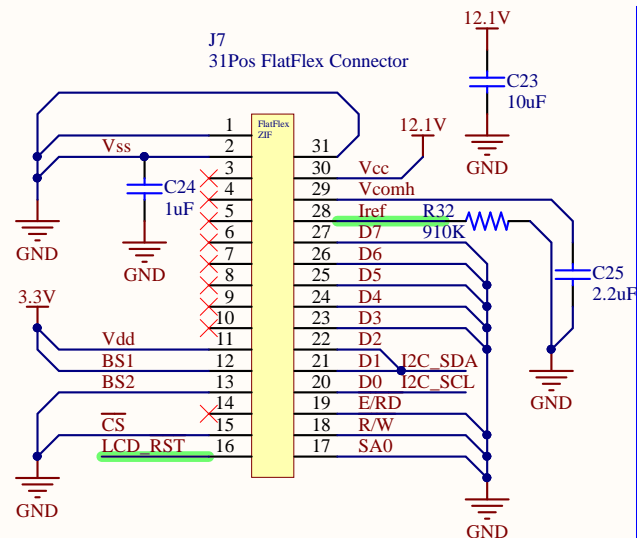 12.1V
J7
31Pos FlatFlex Connector
C23
10uF
GND
FlatFlex
ZIF
12.1V
1
Vss
2
31
3
30
Vcc
C24
1uF
4
29
Vcomh
5
28
Iref
R32
910K
6
27
D7
7
26
D6
8
25
D5
C25
2.2uF
GND
GND
3.3V
9
24
D4
10
23
D3
Vdd
11
22
D2
BS1
12
21
D1
I2C_SDA
BS2
13
20
D0
I2C_SCL
GND
14
19
E/RD
CS
15
18
R/W
LCD_RST
16
17
SA0
GND
GND